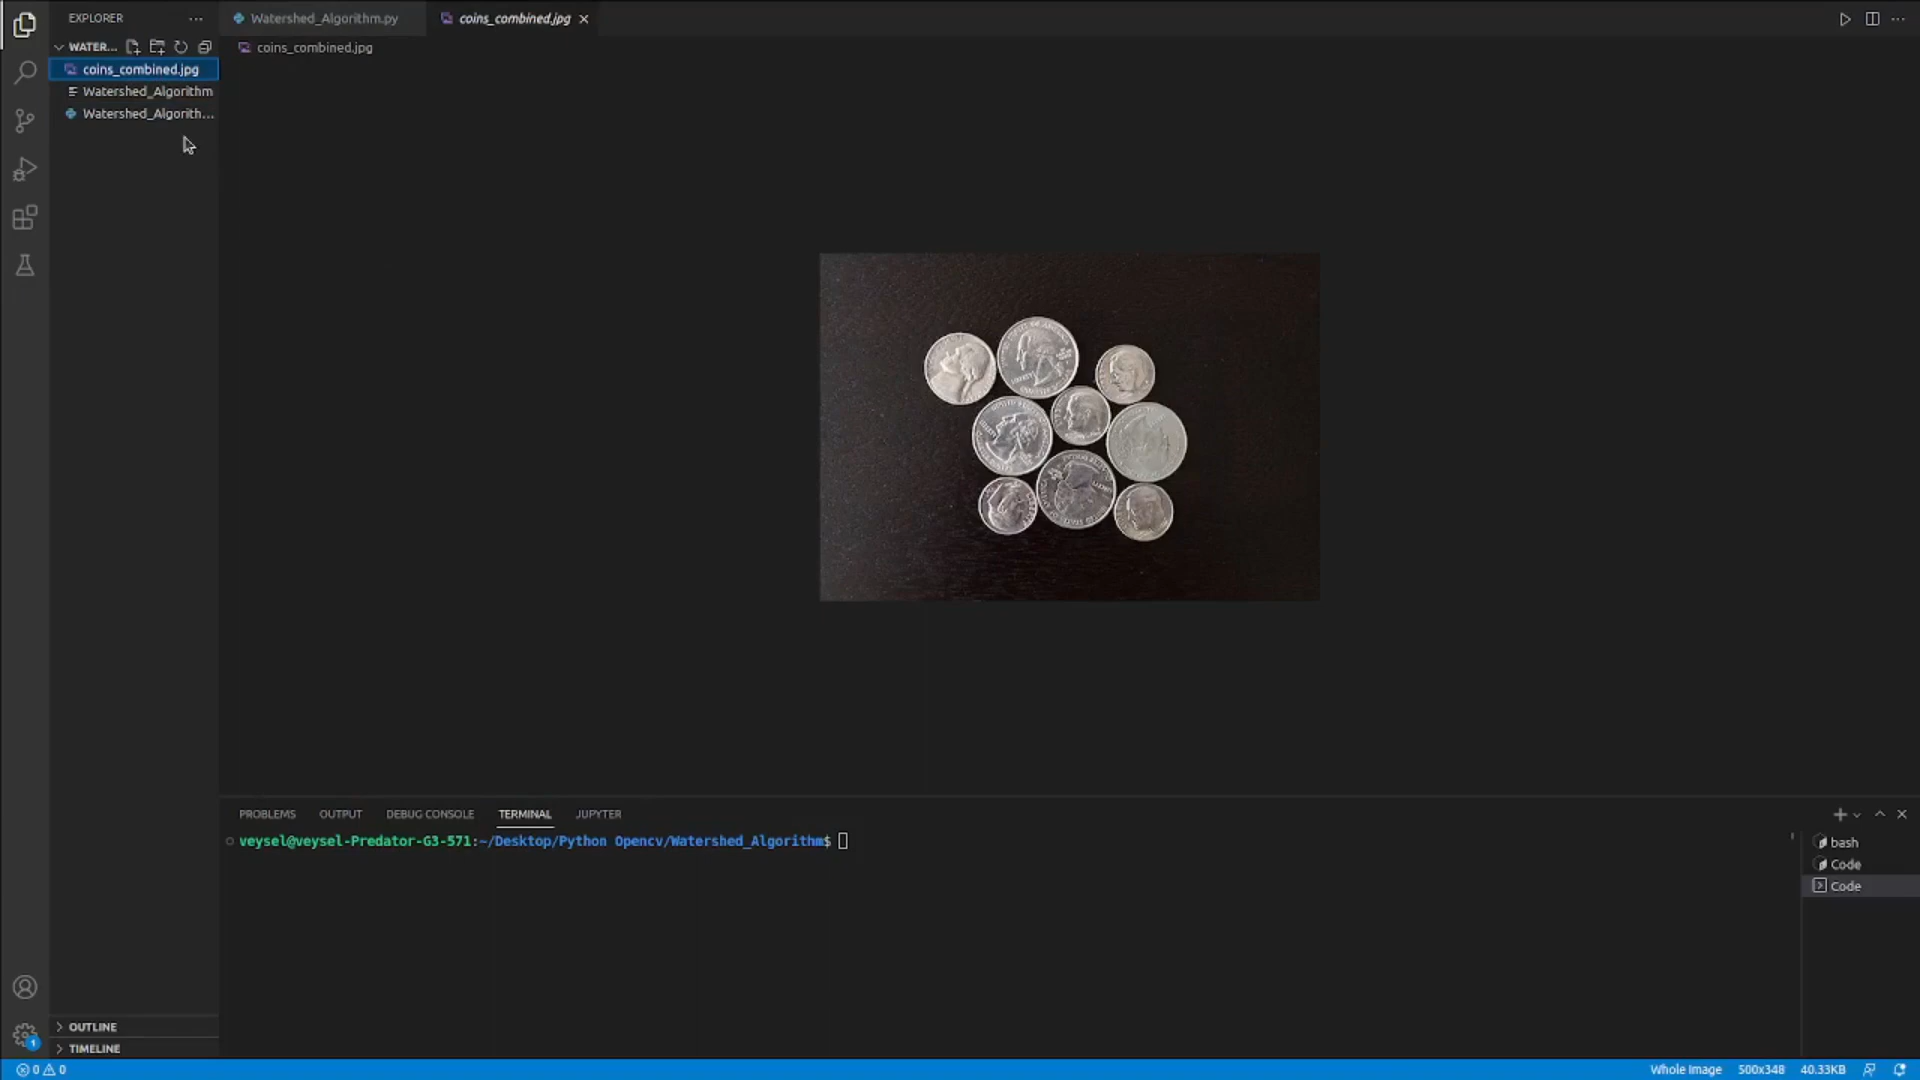 EXPLORER
Watershed_Algorithm.py
coins_combined.jpg
WATER...
coins_combined.jpg
coins_combined.jpg
Watershed_Algorithm
Watershed_Algorith...
PROBLEMS
OUTPUT
DEBUG CONSOLE
TERMINAL
JUPYTER
veysel@veysel-Predator-G3-571:~/Desktop/Python Opencv/Watershed_Algorithm$
bash
Code
Code
OUTLINE
TIMELINE
1
0 0
Whole Image
500x348
40.33KB